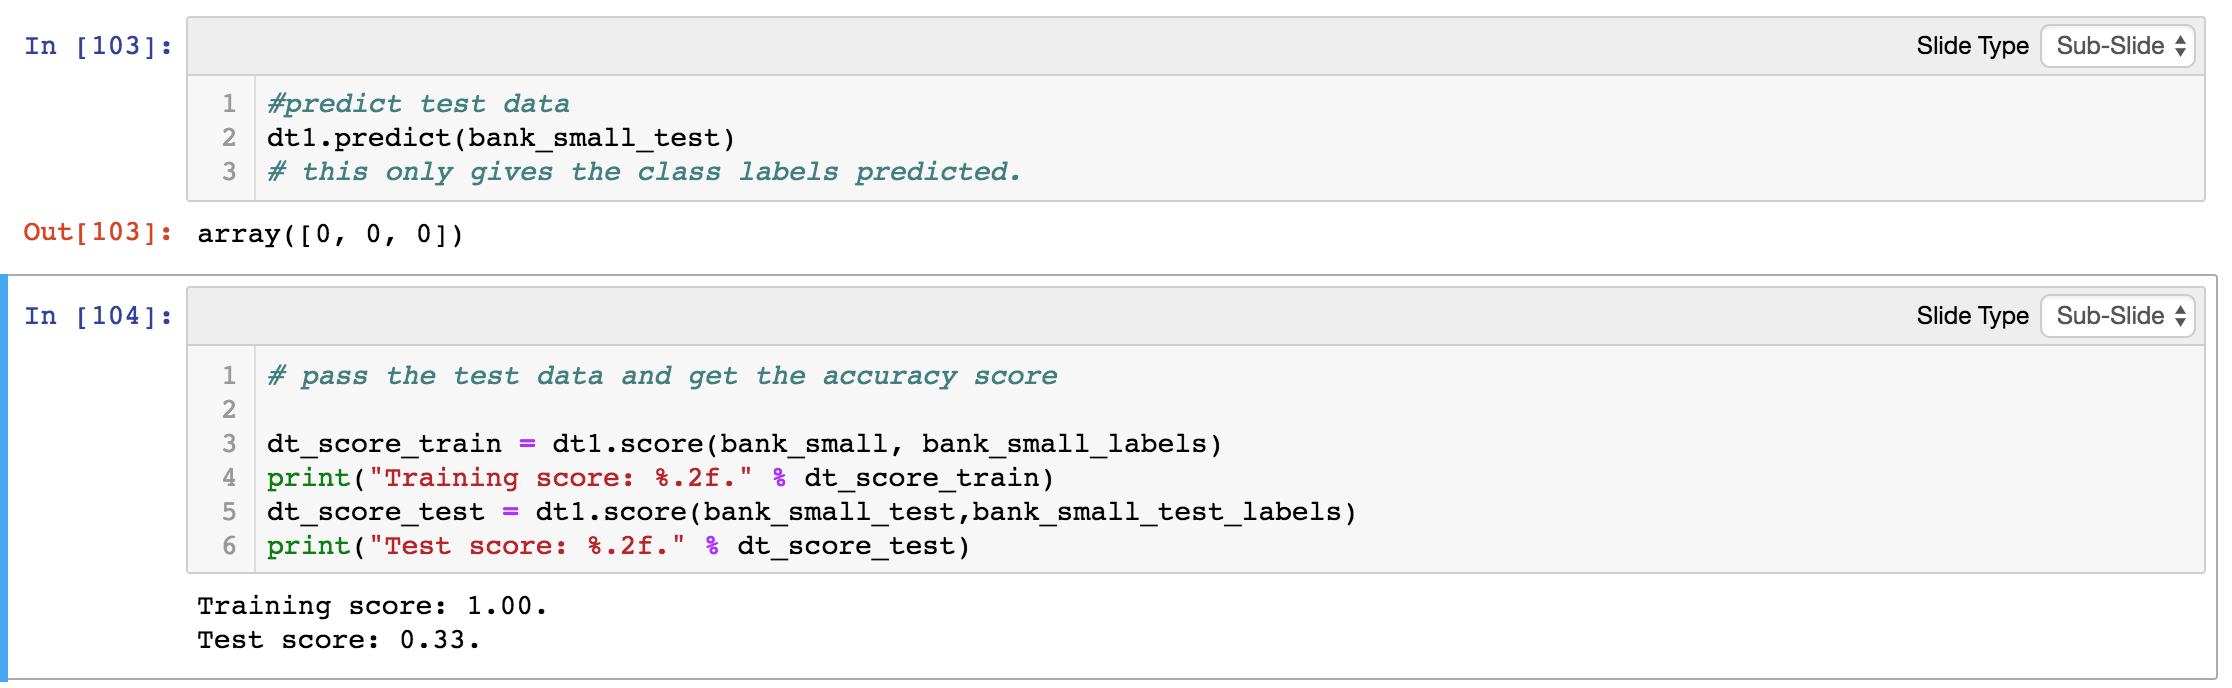 In [103]:
Slide Type Sub-Slide
1 #predict test data
2 dt1.predict(bank_small_test)
3 # this only gives the class labels predicted.
Out[103]: array([0, 0, 0])
In [104]:
Slide Type Sub-Slide
1 # pass the test data and get the accuracy score
2
3 dt_score_train = dt1.score(bank_small, bank_small_labels)
4 print("Training score: %.2f." % dt_score_train)
5 dt_score_test = dt1.score(bank_small_test,bank_small_test_labels)
6 print("Test score: %.2f." % dt_score_test)
Training score: 1.00.
Test score: 0.33.